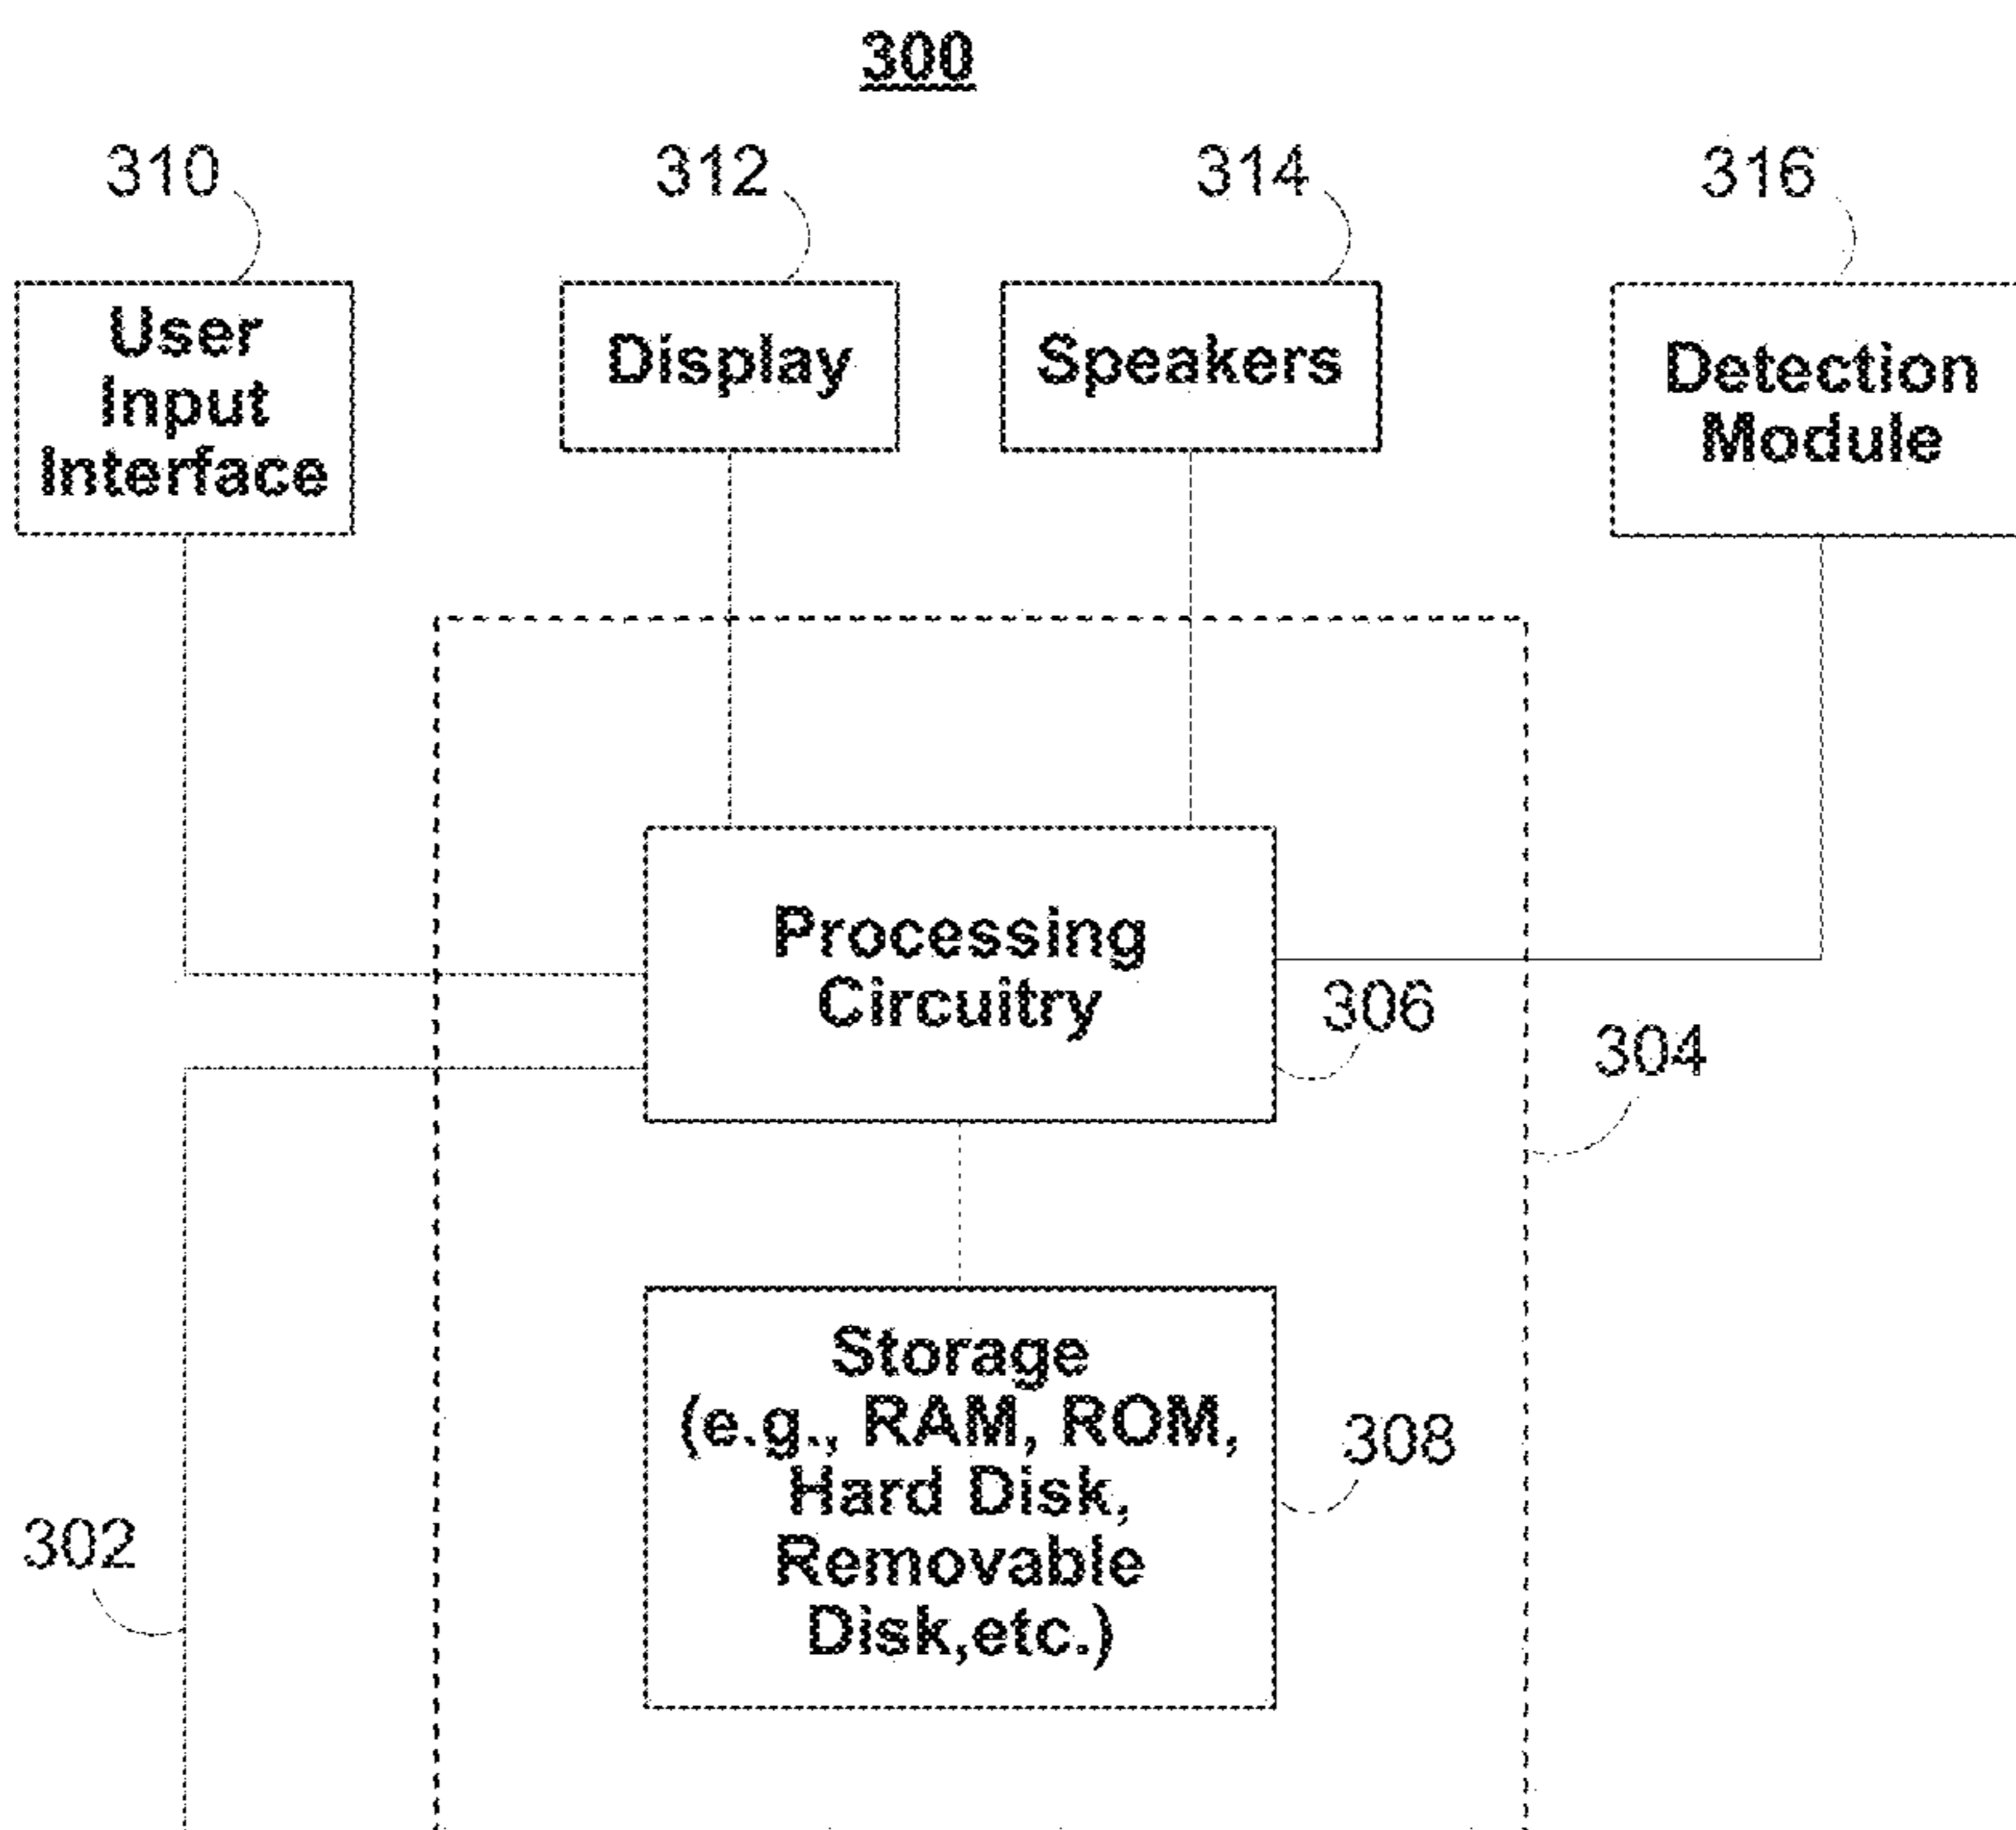 300
310
312
314
316
User
Input
Interface
Display
Speakers
Detection
Module
Processing
Circuitry
306
304
Storage
(e.g., RAM, ROM,
Hard Disk,
Removable
Disk,etc.)
308
302